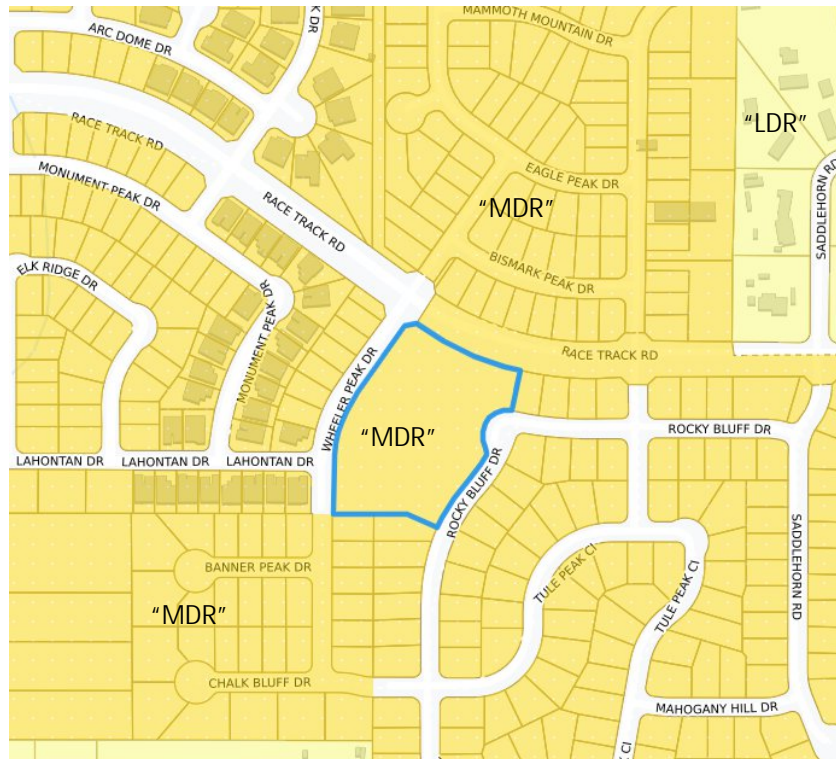 MAMMOTH MOUNTAIN DR
ARC DOME DR
RACE TRACK RD
“LDR”
MONUMENT PEAK DR
EAGLE PEAK DR
SADDLEHORN RD
RACE TRACK RD
“MDR”
BISMARK PEAK DR
ELK RIDGE DR
MONUMENT PEAK DR
RACE TRACK RD
WHEELER PEAK DR
“MDR”
ROCKY BLUFF DR
LAHONTAN DR
LAHONTAN DR
LAHONTAN DR
ROCKY BLUFF DR
SADDLEHORN RD
BANNER PEAK DR
TULE PEAK CI
TULE PEAK CI
“MDR”
CHALK BLUFF DR
MAHOGANY HILL DR